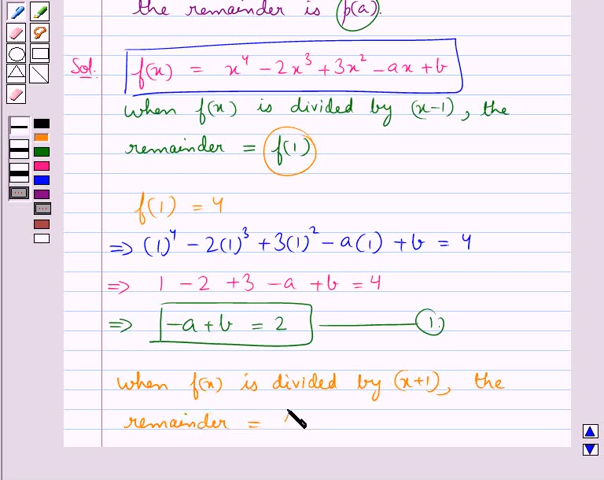 the remainder is p(a).
Sol. f(x) = x⁴ - 2x³ + 3x² - ax + b
when f(x) is divided by (x-1), the
remainder = f(1)
f(1) = 4
⇒ (1)⁴ - 2(1)³ + 3(1)² - a(1) + b = 4
⇒ 1 - 2 + 3 - a + b = 4
⇒ -a + b = 2 ——— 1.
when f(x) is divided by (x+1), the
remainder =